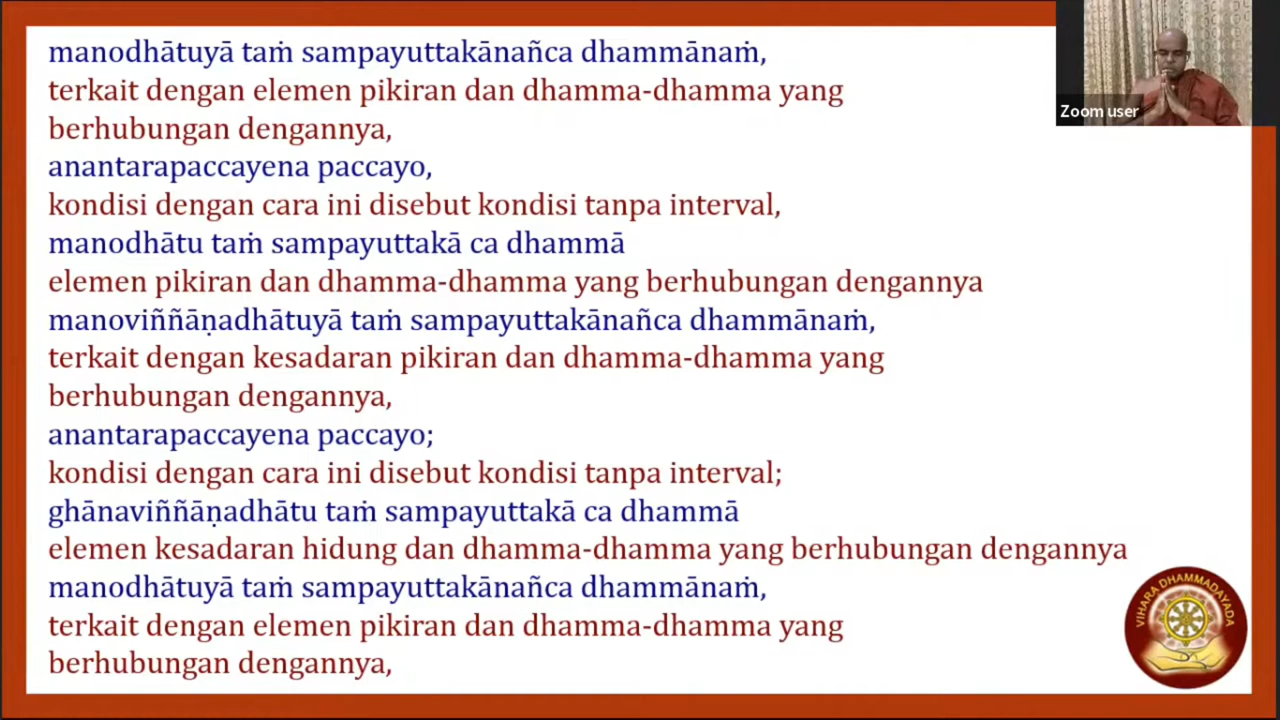 manodhātuyā taṁ sampayuttakānañca dhammānaṁ,
terkait dengan elemen pikiran dan dhamma-dhamma yang
berhubungan dengannya,
anantarapaccayena paccayo,
kondisi dengan cara ini disebut kondisi tanpa interval,
manodhātu taṁ sampayuttakā ca dhammā
elemen pikiran dan dhamma-dhamma yang berhubungan dengannya
manoviññāṇadhātuyā taṁ sampayuttakānañca dhammānaṁ,
terkait dengan kesadaran pikiran dan dhamma-dhamma yang
berhubungan dengannya,
anantarapaccayena paccayo;
kondisi dengan cara ini disebut kondisi tanpa interval;
ghānaviññāṇadhātu taṁ sampayuttakā ca dhammā
elemen kesadaran hidung dan dhamma-dhamma yang berhubungan dengannya
manodhātuyā taṁ sampayuttakānañca dhammānaṁ,
terkait dengan elemen pikiran dan dhamma-dhamma yang
berhubungan dengannya,
Zoom user
VIHARA DHAMMADAYADA